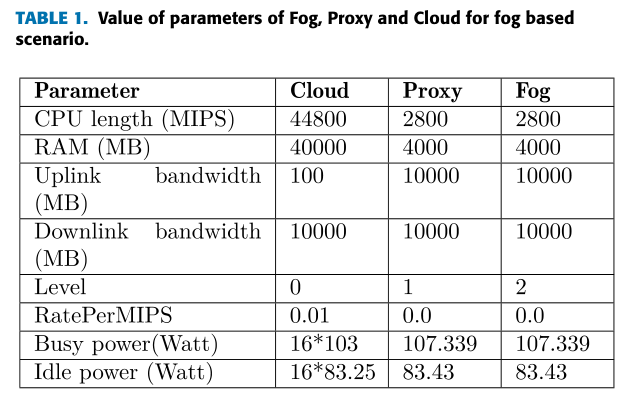 TABLE 1. Value of parameters of Fog, Proxy and Cloud for fog based
scenario.
Parameter Cloud Proxy Fog
CPU length (MIPS) 44800 2800 2800
RAM (MB) 40000 4000 4000
Uplink bandwidth 100 10000 10000
(MB)
Downlink bandwidth 10000 10000 10000
(MB)
Level 0 1 2
RatePerMIPS 0.01 0.0 0.0
Busy power(Watt) 16*103 107.339 107.339
Idle power (Watt) 16*83.25 83.43 83.43